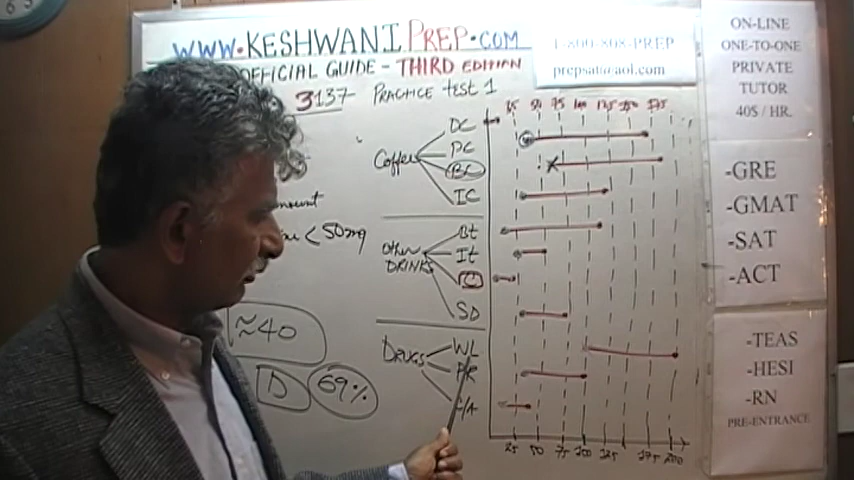 WWW.KESHWANIPREP.COM
OFFICIAL GUIDE - THIRD EDITION
3137 PRACTICE TEST 1
1-800-808-PREP
prepsat@aol.com
25 50 75 100 125 150 175
Coffee
DC
PC
BC
IC
amount
< 50mg
Other DRINKS
Bt
It
C
SD
≈40
D 69%
DRUGS
WL
PR
C/A
25 50 75 100 125 175 200
ON-LINE
ONE-TO-ONE
PRIVATE
TUTOR
40$ / HR.
-GRE
-GMAT
-SAT
-ACT
-TEAS
-HESI
-RN
PRE-ENTRANCE